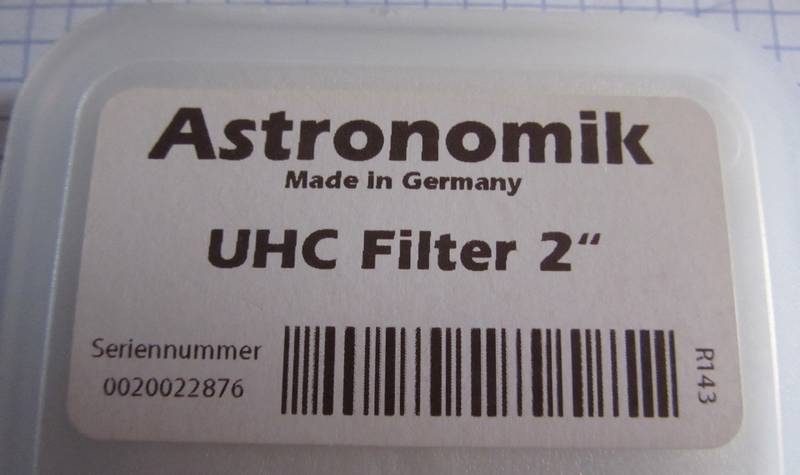 Astronomik
Made in Germany
UHC Filter 2“
Seriennummer
0020022876
R143